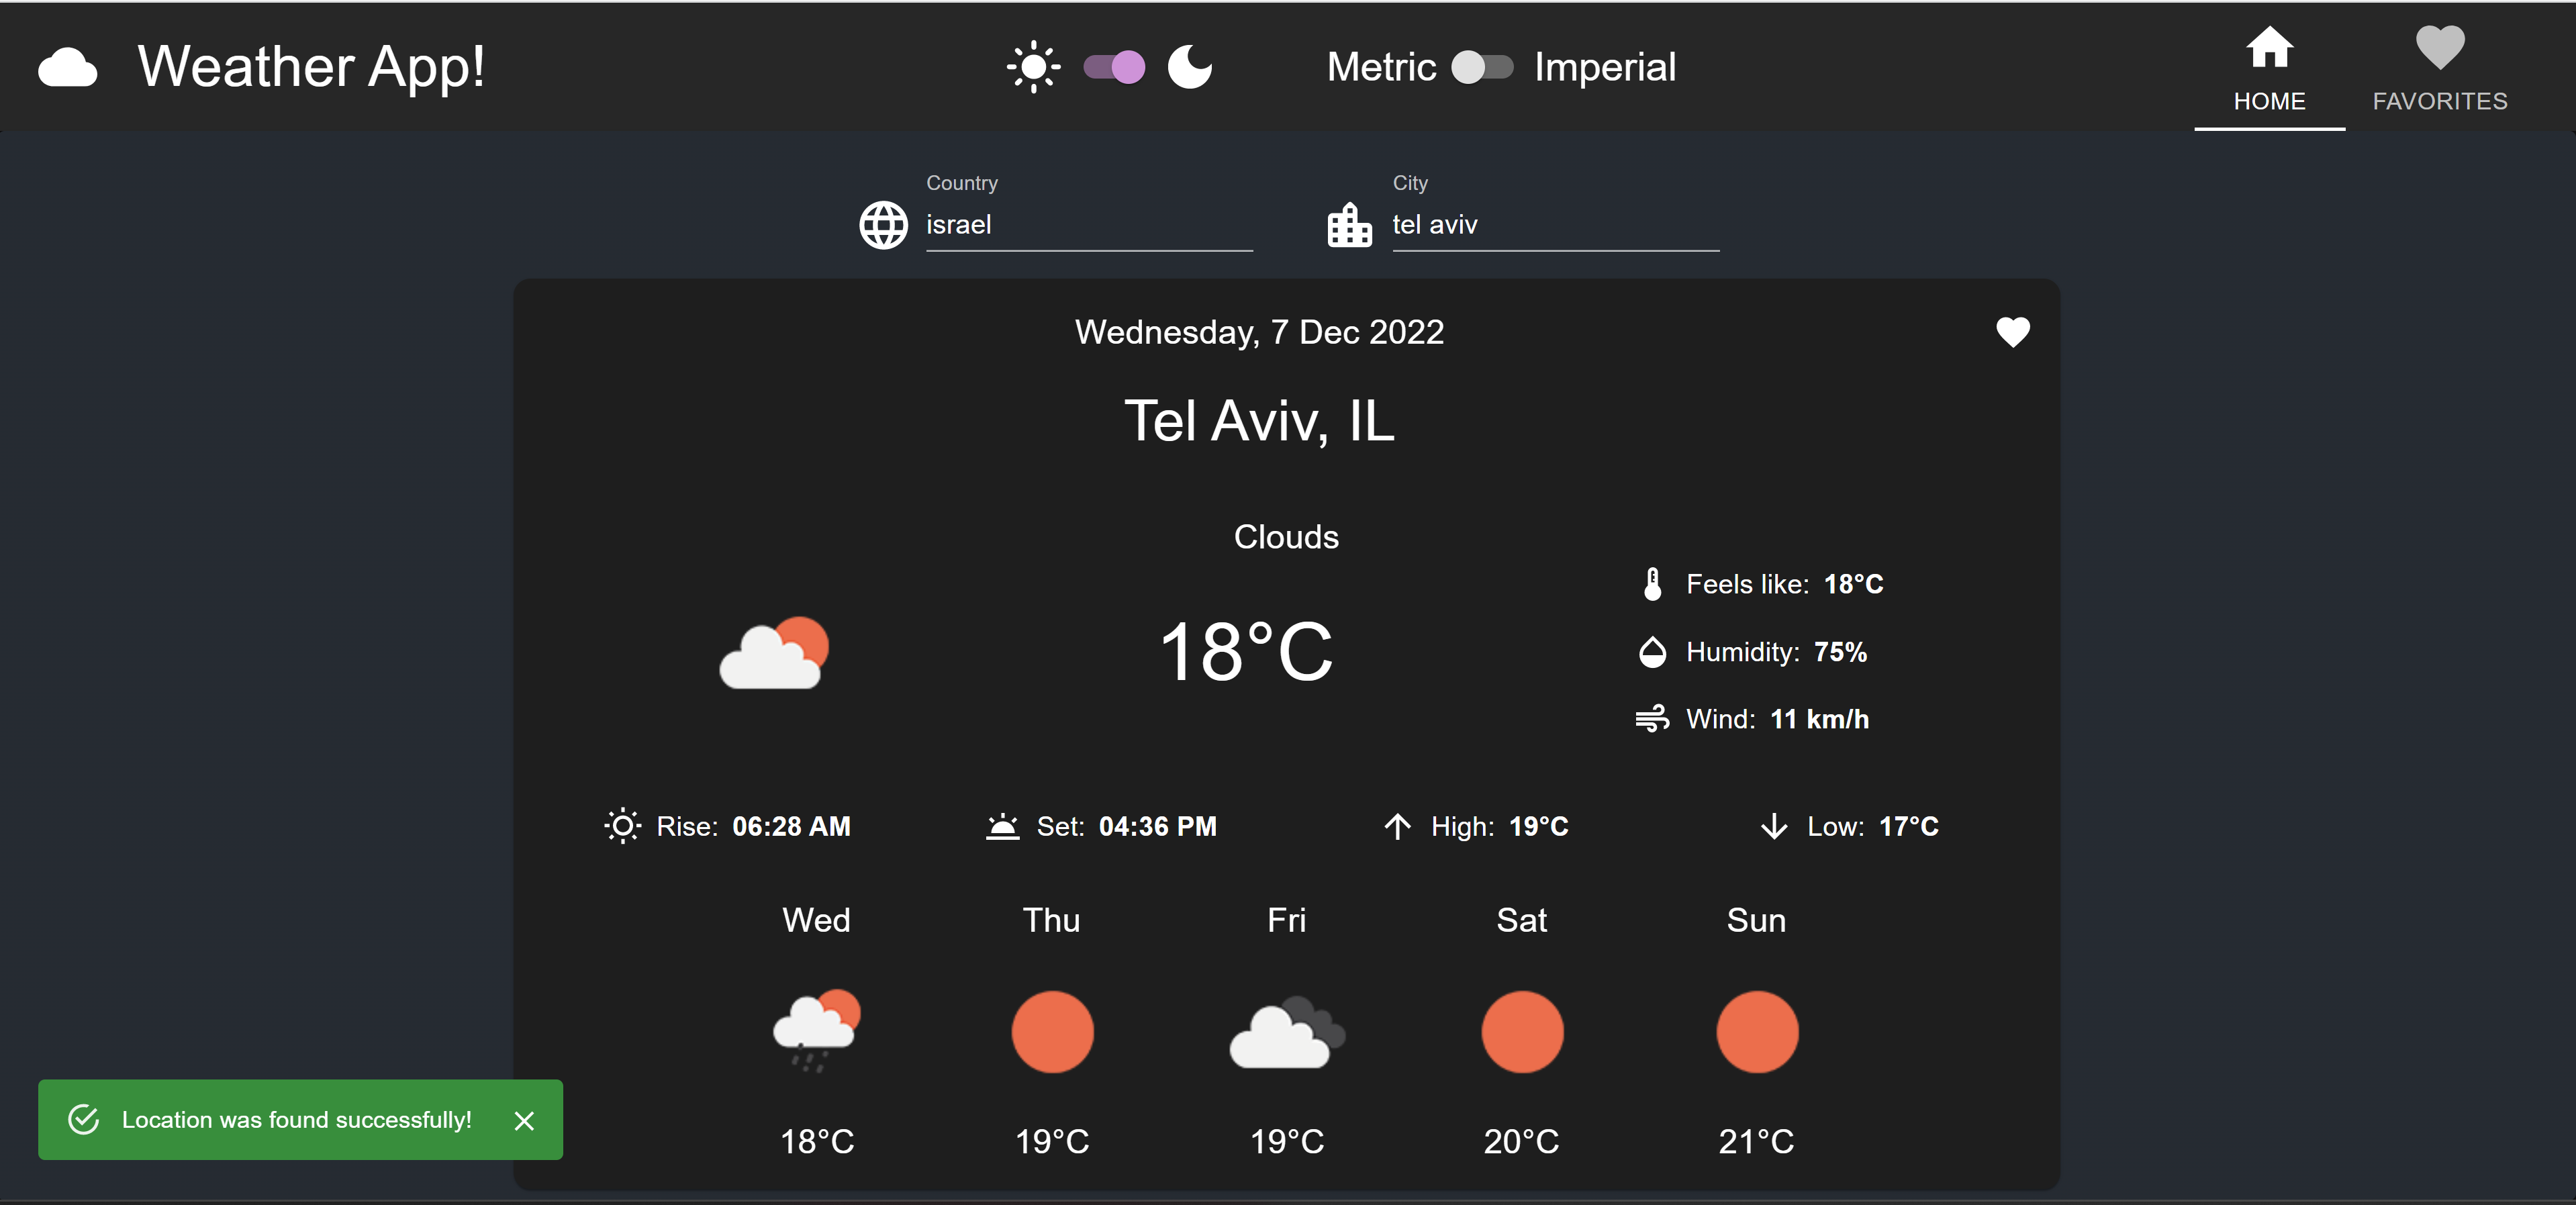 Weather App!
Metric Imperial
HOME FAVORITES
Country City
israel tel aviv
Wednesday, 7 Dec 2022
Tel Aviv, IL
Clouds
18°C
Feels like: 18°C
Humidity: 75%
Wind: 11 km/h
Rise: 06:28 AM Set: 04:36 PM High: 19°C Low: 17°C
Wed Thu Fri Sat Sun
18°C 19°C 19°C 20°C 21°C
Location was found successfully!